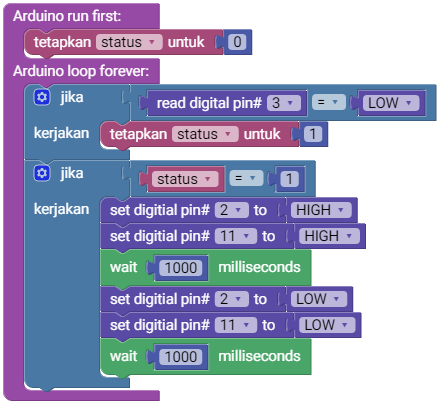 Arduino run first:
tetapkan status untuk 0
Arduino loop forever:
jika read digital pin# 3 = LOW
kerjakan tetapkan status untuk 1
jika status = 1
kerjakan set digitial pin# 2 to HIGH
set digitial pin# 11 to HIGH
wait 1000 milliseconds
set digitial pin# 2 to LOW
set digitial pin# 11 to LOW
wait 1000 milliseconds